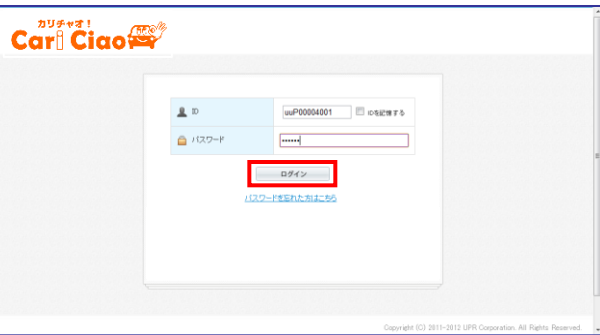 カリチャオ！
Cari Ciao
ID
uuP00004001
IDを記憶する
パスワード
••••••
ログイン
パスワードを忘れた方はこちら
Copyright (C) 2011-2012 UPR Corporation. All Rights Reserved.